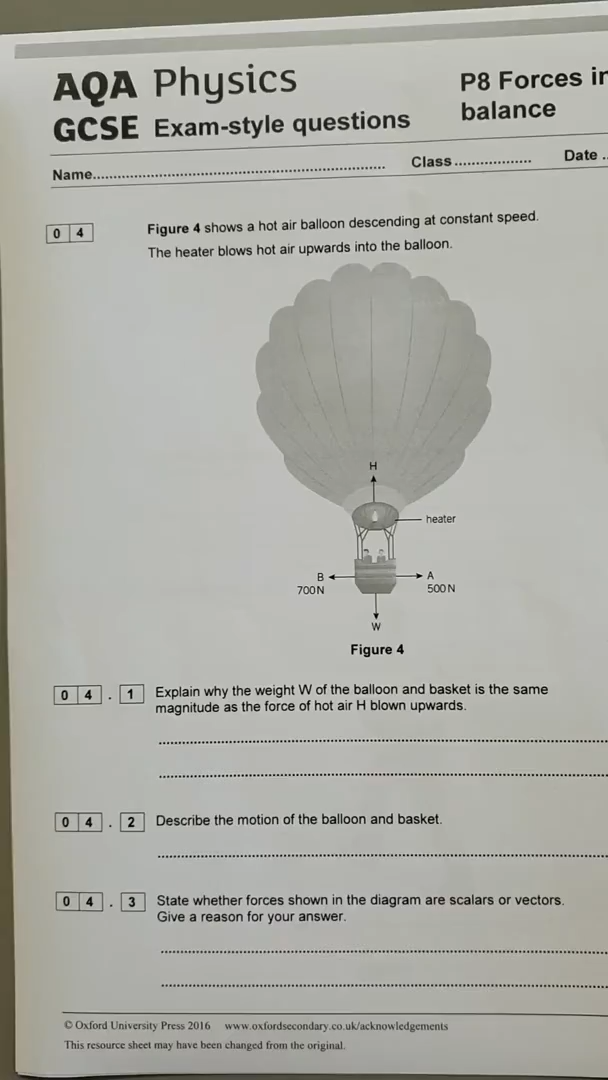 AQA Physics
P8 Forces in
GCSE Exam-style questions
balance
Name
Class
Date
0 4
Figure 4 shows a hot air balloon descending at constant speed.
The heater blows hot air upwards into the balloon.
H
heater
B
A
700N
500N
W
Figure 4
0 4 . 1
Explain why the weight W of the balloon and basket is the same
magnitude as the force of hot air H blown upwards.
0 4 . 2
Describe the motion of the balloon and basket.
0 4 . 3
State whether forces shown in the diagram are scalars or vectors.
Give a reason for your answer.
© Oxford University Press 2016 www.oxfordsecondary.co.uk/acknowledgements
This resource sheet may have been changed from the original.